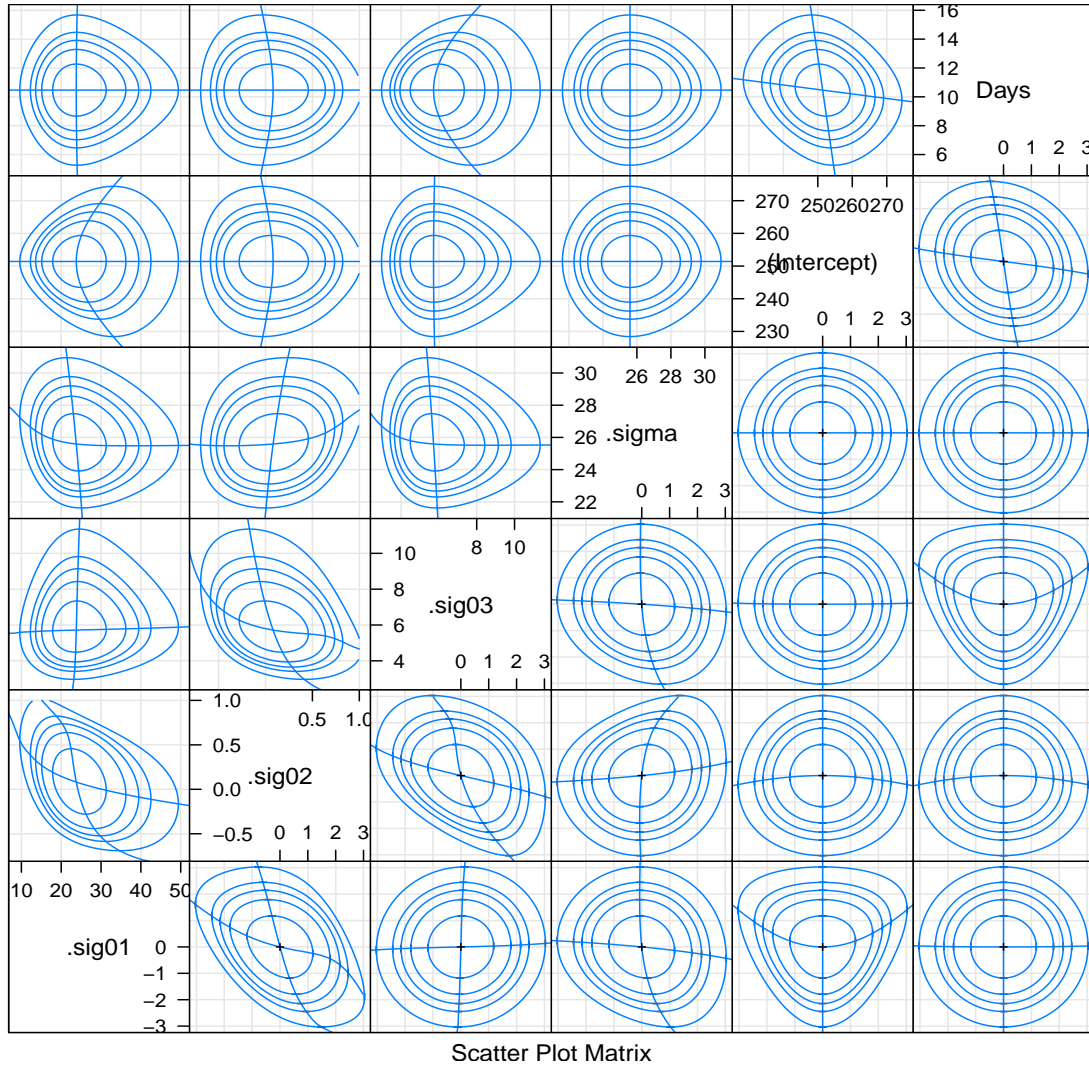 16
14
12
10 Days
8
6
0 1 2 3
270 250 260 270
260
250 (Intercept)
240
230
0 1 2 3
30 26 28 30
28
26 .sigma
24
22
0 1 2 3
10 8 10
8
6 .sig03
4
0 1 2 3
1.0 0.5 1.0
0.5
0.0 .sig02
−0.5
0 1 2 3
10 20 30 40 50
.sig01 0
−1
−2
−3
Scatter Plot Matrix